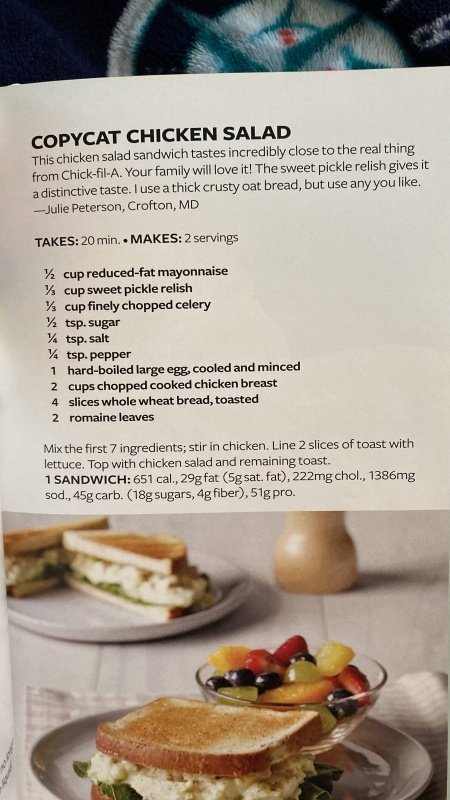 COPYCAT CHICKEN SALAD
This chicken salad sandwich tastes incredibly close to the real thing
from Chick-fil-A. Your family will love it! The sweet pickle relish gives it
a distinctive taste. I use a thick crusty oat bread, but use any you like.
—Julie Peterson, Crofton, MD
TAKES: 20 min. • MAKES: 2 servings
½ cup reduced-fat mayonnaise
⅓ cup sweet pickle relish
⅓ cup finely chopped celery
½ tsp. sugar
¼ tsp. salt
¼ tsp. pepper
1 hard-boiled large egg, cooled and minced
2 cups chopped cooked chicken breast
4 slices whole wheat bread, toasted
2 romaine leaves
Mix the first 7 ingredients; stir in chicken. Line 2 slices of toast with
lettuce. Top with chicken salad and remaining toast.
1 SANDWICH: 651 cal., 29g fat (5g sat. fat), 222mg chol., 1386mg
sod., 45g carb. (18g sugars, 4g fiber), 51g pro.